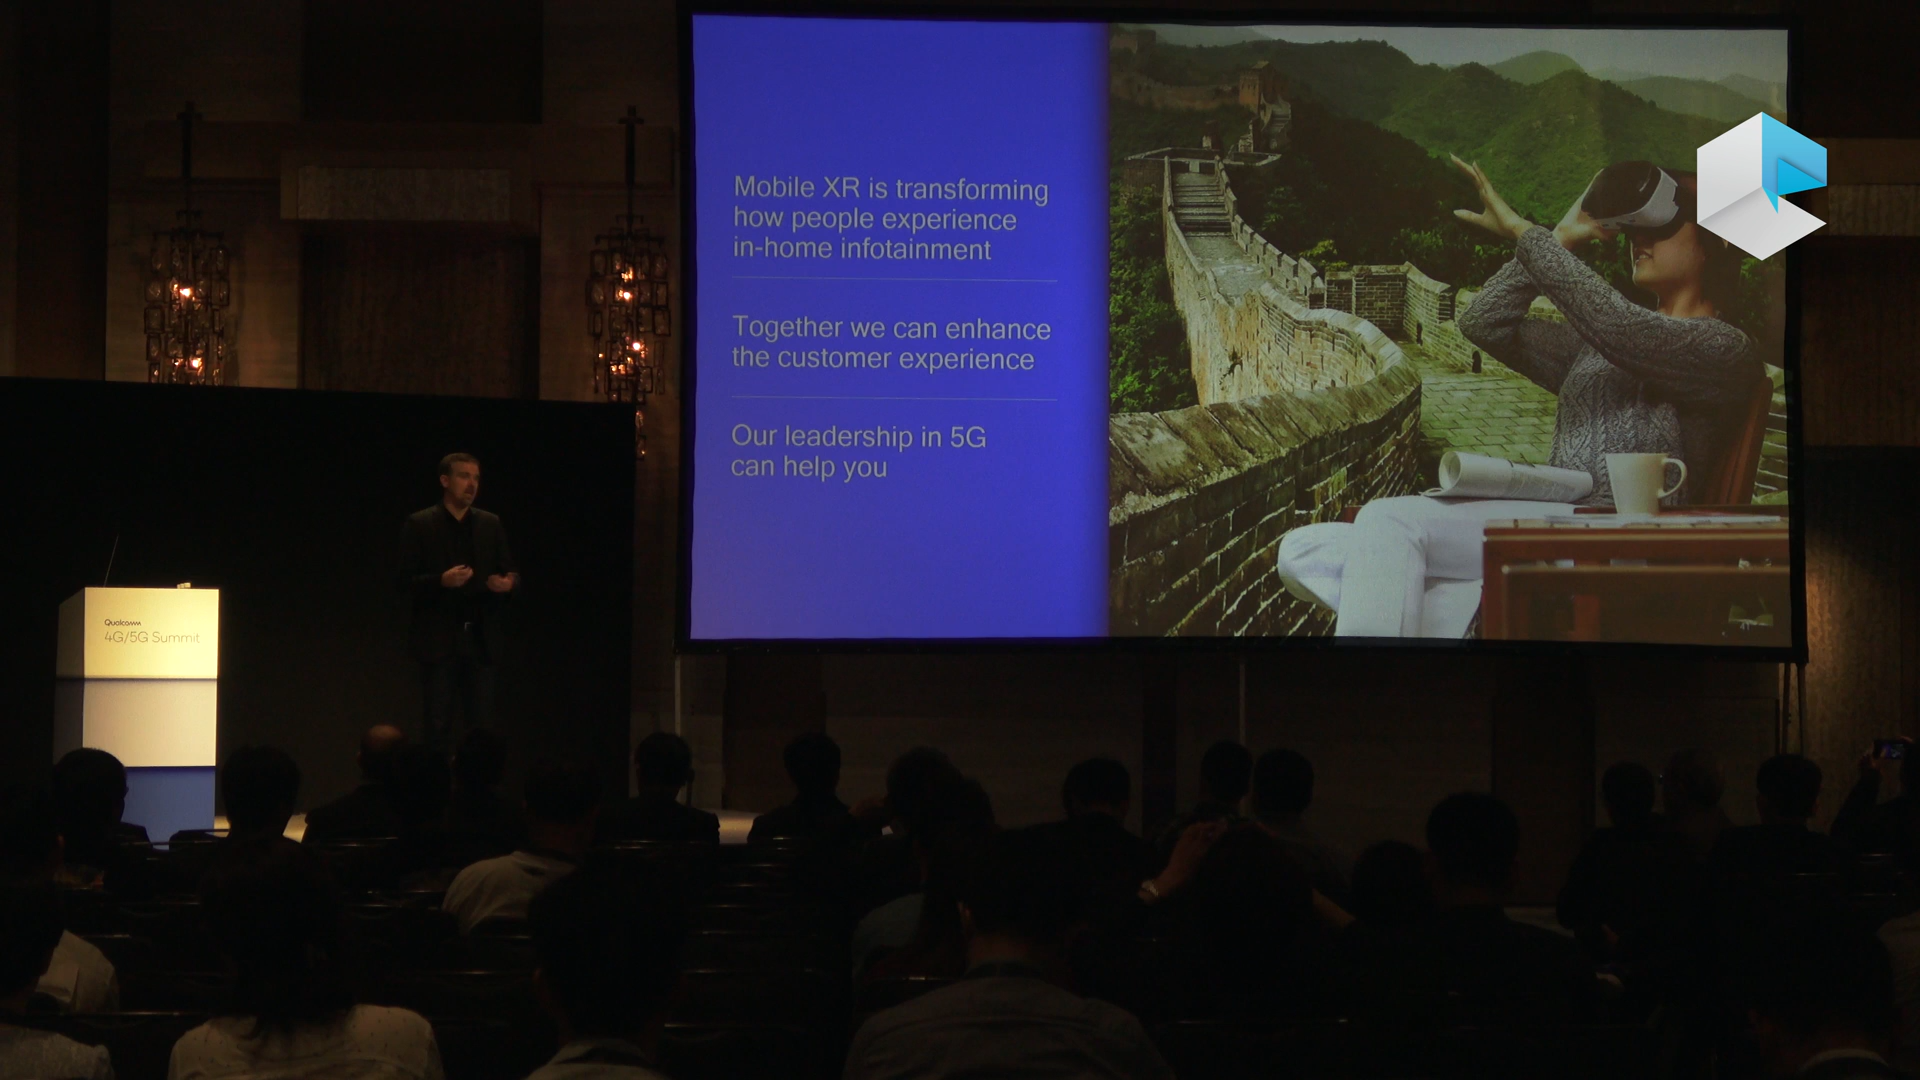 Mobile XR is transforming
how people experience
in-home infotainment
Together we can enhance
the customer experience
Our leadership in 5G
can help you
Qualcomm
4G/5G Summit